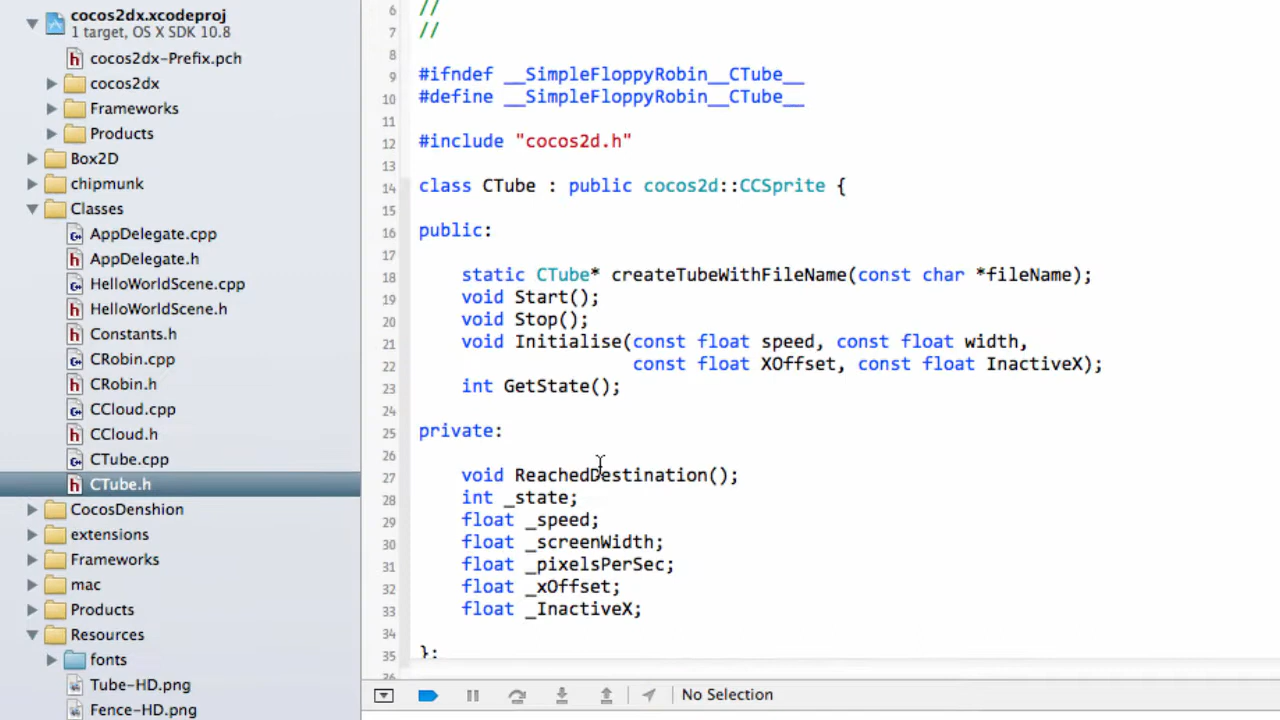 cocos2dx.xcodeproj
1 target, OS X SDK 10.8
cocos2dx-Prefix.pch
cocos2dx
Frameworks
Products
Box2D
chipmunk
Classes
AppDelegate.cpp
AppDelegate.h
HelloWorldScene.cpp
HelloWorldScene.h
Constants.h
CRobin.cpp
CRobin.h
CCloud.cpp
CCloud.h
CTube.cpp
CTube.h
CocosDenshion
extensions
Frameworks
mac
Products
Resources
fonts
Tube-HD.png
Fence-HD.png
6 //
7 //
8
9 #ifndef __SimpleFloppyRobin__CTube__
10 #define __SimpleFloppyRobin__CTube__
11
12 #include "cocos2d.h"
13
14 class CTube : public cocos2d::CCSprite {
15
16 public:
17
18 static CTube* createTubeWithFileName(const char *fileName);
19 void Start();
20 void Stop();
21 void Initialise(const float speed, const float width,
22 const float XOffset, const float InactiveX);
23 int GetState();
24
25 private:
26
27 void ReachedDestination();
28 int _state;
29 float _speed;
30 float _screenWidth;
31 float _pixelsPerSec;
32 float _xOffset;
33 float _InactiveX;
34
35 };
36
No Selection